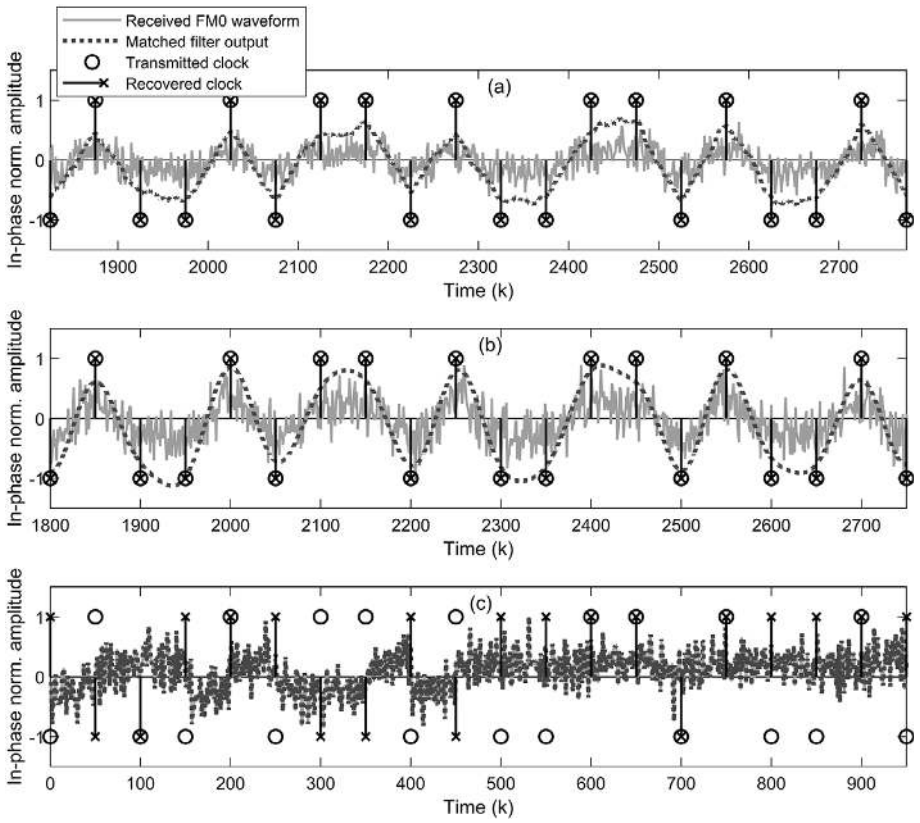 Received FM0 waveform
Matched filter output
Transmitted clock
Recovered clock
(a)
In-phase norm. amplitude
1
0
-1
1900 2000 2100 2200 2300 2400 2500 2600 2700
Time (k)
(b)
In-phase norm. amplitude
1
0
-1
1800 1900 2000 2100 2200 2300 2400 2500 2600 2700
Time (k)
(c)
In-phase norm. amplitude
1
0
-1
0 100 200 300 400 500 600 700 800 900
Time (k)